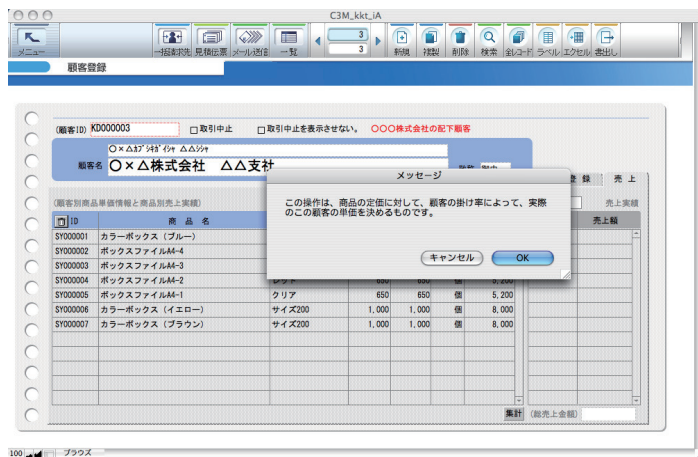 C3M_kkt_iA
メニュー
一括請求先 見積伝票 メール送信 一覧
3
3
新規 複製 削除 検索 全レコード ラベル エクセル 書出し
顧客登録
(顧客ID) KD000003 取引中止 取引中止を表示させない。 〇〇〇株式会社の配下顧客
顧客名 〇×△株式会社 △△支社
メッセージ
この操作は、商品の定価に対して、顧客の掛け率によって、実際
のこの顧客の単価を決めるものです。
キャンセル OK
登録 売上
(顧客別商品単価情報と商品別売上実績) 売上実績
ID 商品名 売上額
SY000001 カラーボックス（ブルー）
SY000002 ボックスファイルA4-4
SY000003 ボックスファイルA4-3
SY000004 ボックスファイルA4-2 レッド 650 650 個 5,200
SY000005 ボックスファイルA4-1 クリア 650 650 個 5,200
SY000006 カラーボックス（イエロー） サイズ200 1,000 1,000 個 8,000
SY000007 カラーボックス（ブラウン） サイズ200 1,000 1,000 個 8,000
集計 (総売上金額)
100 ブラウズ